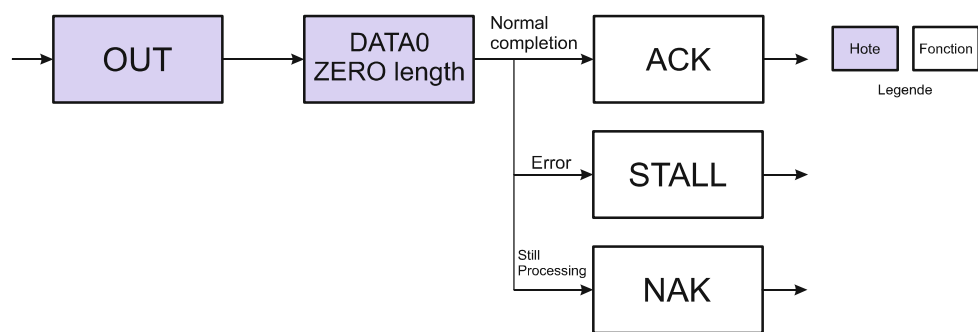 OUT
DATA0
ZERO length
Normal
completion
ACK
Hote
Fonction
Legende
Error
STALL
Still
Processing
NAK